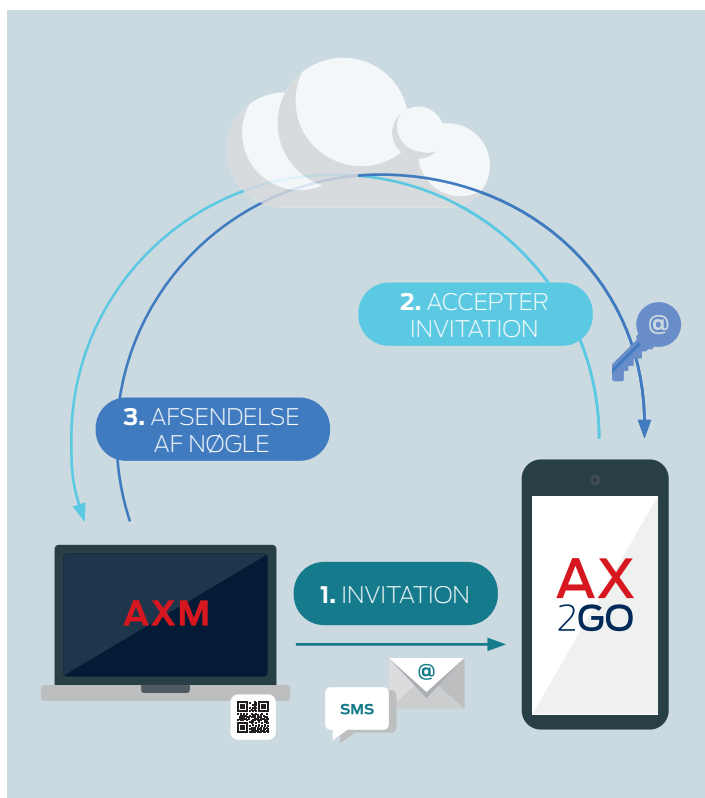 2. ACCEPTER
INVITATION
@
3. AFSENDELSE
AF NØGLE
AXM
1. INVITATION
AX
2GO
@
SMS